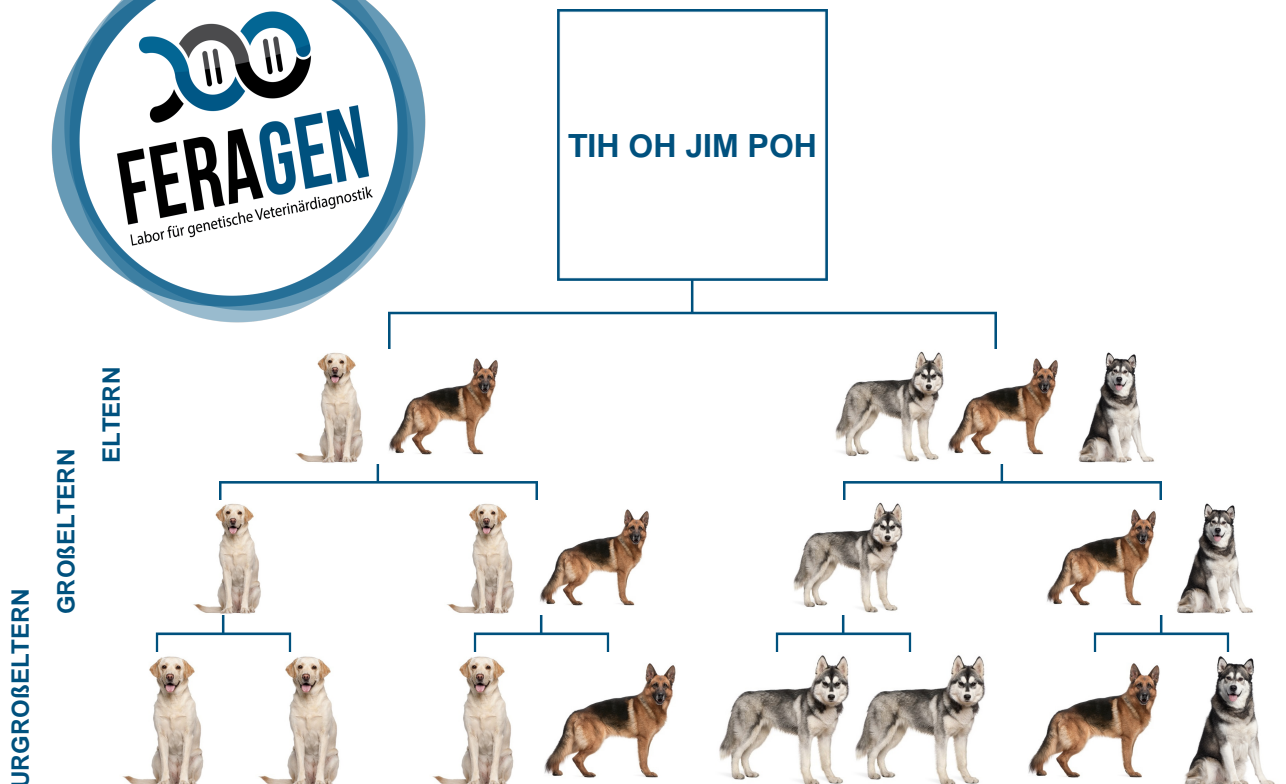 FERAGEN
Labor für genetische Veterinärdiagnostik
TIH OH JIM POH
ELTERN
GROßELTERN
URGROßELTERN